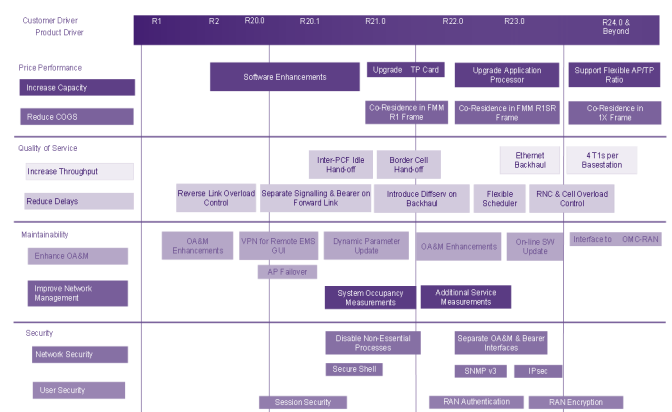 Customer Driver
Product Driver
R1 R2 R20.0 R20.1 R21.0 R22.0 R23.0 R24.0 &
Beyond
Price Performance
Increase Capacity
Reduce COGS
Software Enhancements
Upgrade TP Card
Upgrade Application
Processor
Support Flexible AP/TP
Ratio
Co-Residence in FMM
R1 Frame
Co-Residence in FMM R1SR
Frame
Co-Residence in
1X Frame
Quality of Service
Increase Throughput
Reduce Delays
Inter-PCF Idle
Hand-off
Border Cell
Hand-off
Ethernet
Backhaul
4 T1s per
Basestation
Reverse Link Overload
Control
Separate Signalling & Bearer on
Forward Link
Introduce Diffserv on
Backhaul
Flexible
Scheduler
RNC & Cell Overload
Control
Maintainability
Enhance OA&M
Improve Network
Management
OA&M
Enhancements
VPN for Remote EMS
GUI
Dynamic Parameter
Update
OA&M Enhancements
On-line SW
Update
Interface to OMC-RAN
AP Failover
System Occupancy
Measurements
Additional Service
Measurements
Security
Network Security
User Security
Disable Non-Essential
Processes
Separate OA&M & Bearer
Interfaces
Secure Shell
SNMP v3
IPsec
Session Security
RAN Authentication
RAN Encryption